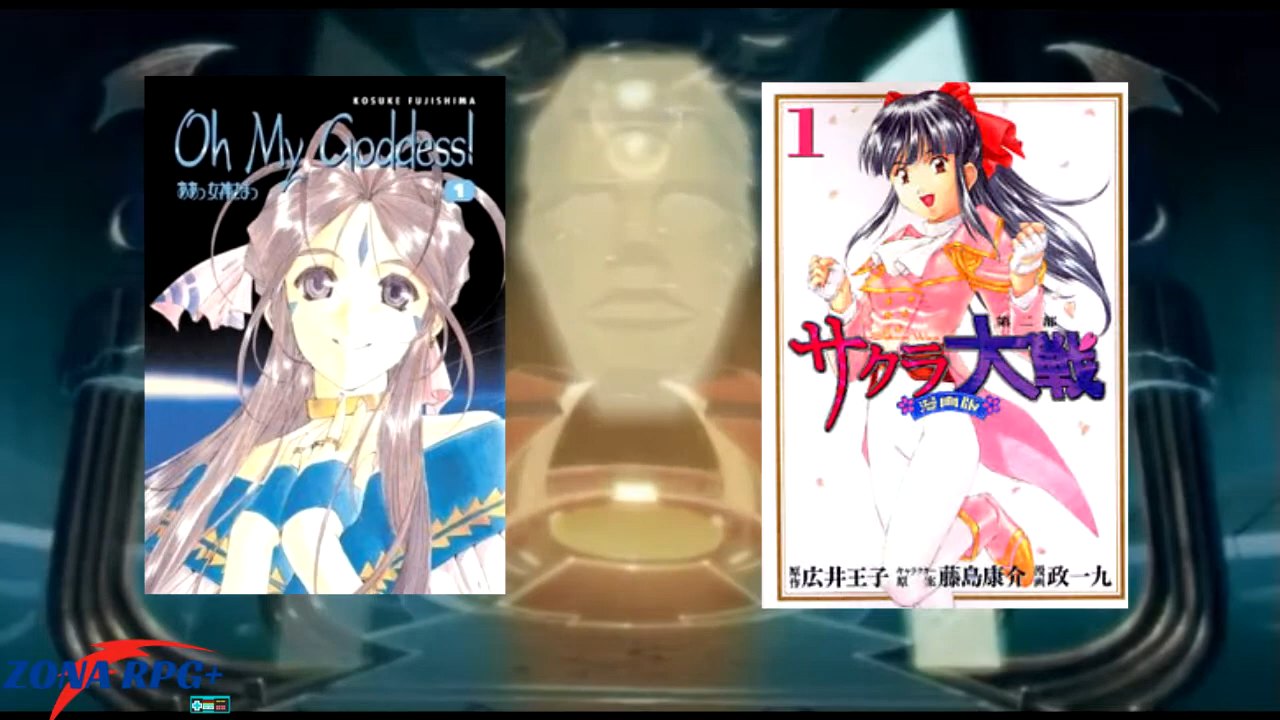 KOSUKE FUJISHIMA
Oh My Goddess!
ああっ女神さまっ
1
1
第二部
サクラ大戦
漫画版
原作 広井王子 キャラクター原案 藤島康介 漫画 政一九
ZONA RPG+